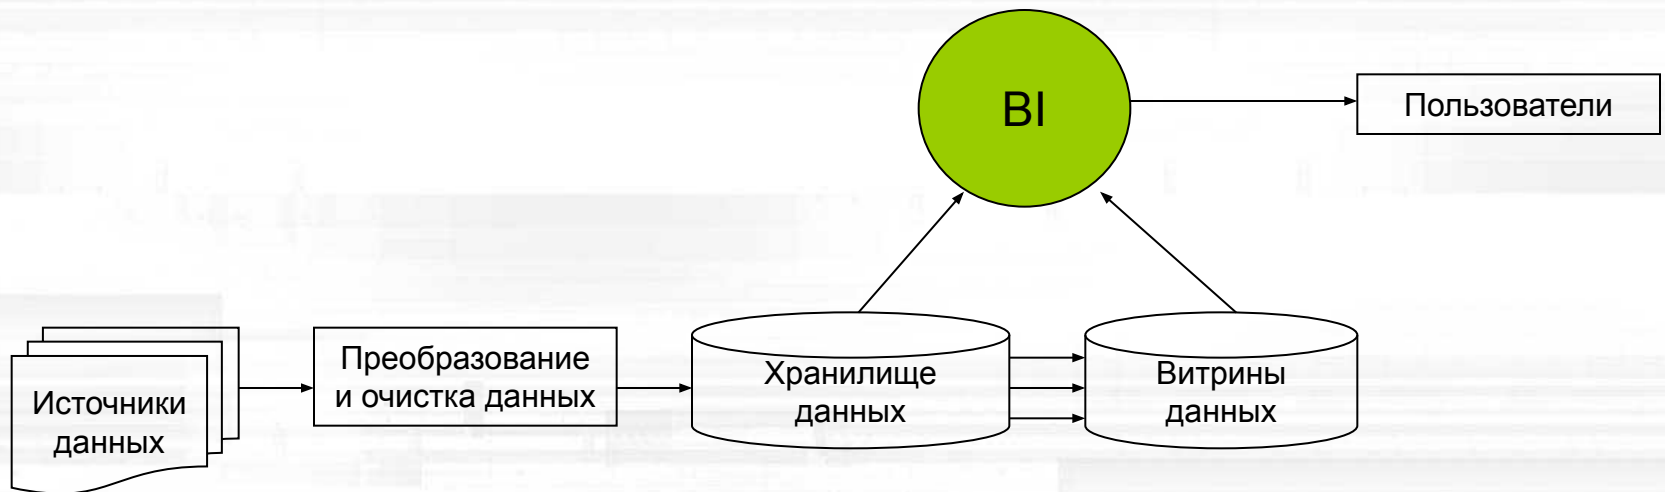 BI
Пользователи
Источники
данных
Преобразование
и очистка данных
Хранилище
данных
Витрины
данных